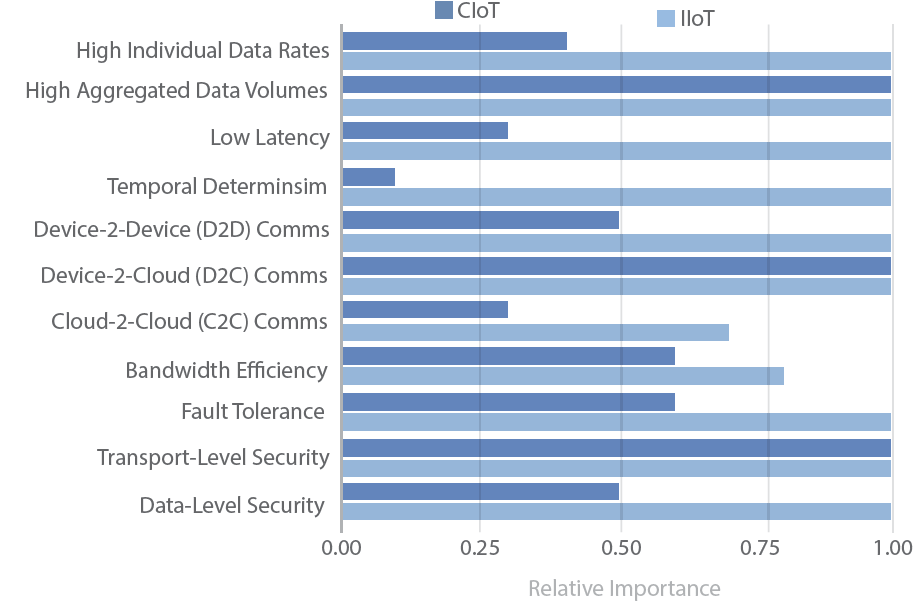 CIoT
IIoT
High Individual Data Rates
High Aggregated Data Volumes
Low Latency
Temporal Determinsim
Device-2-Device (D2D) Comms
Device-2-Cloud (D2C) Comms
Cloud-2-Cloud (C2C) Comms
Bandwidth Efficiency
Fault Tolerance
Transport-Level Security
Data-Level Security
0.00 0.25 0.50 0.75 1.00
Relative Importance